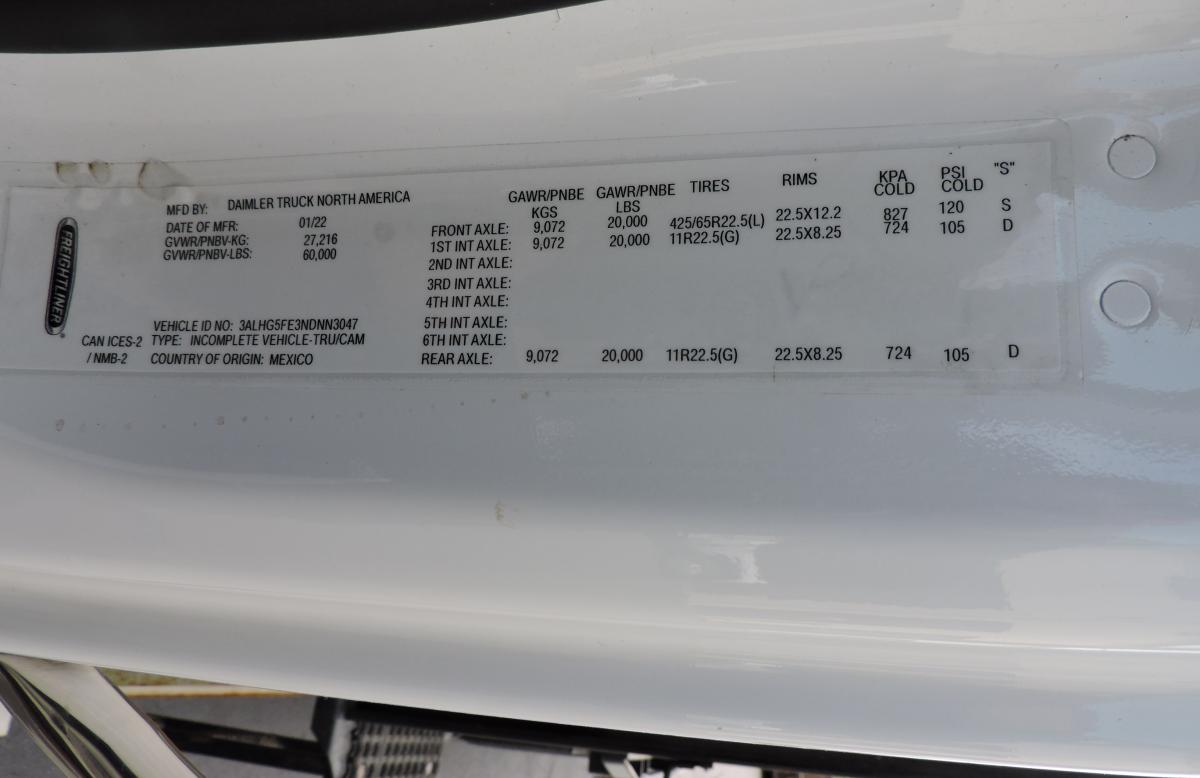 FREIGHTLINER
MFD BY: DAIMLER TRUCK NORTH AMERICA
DATE OF MFR: 01/22
GVWR/PNBV-KG: 27,216
GVWR/PNBV-LBS: 60,000
VEHICLE ID NO: 3ALHG5FE3NDNN3047
CAN ICES-2 TYPE: INCOMPLETE VEHICLE-TRU/CAM
/ NMB-2 COUNTRY OF ORIGIN: MEXICO
GAWR/PNBE KGS GAWR/PNBE LBS TIRES RIMS KPA COLD PSI COLD "S"
FRONT AXLE: 9,072 20,000 425/65R22.5(L) 22.5X12.2 827 120 S
1ST INT AXLE: 9,072 20,000 11R22.5(G) 22.5X8.25 724 105 D
2ND INT AXLE:
3RD INT AXLE:
4TH INT AXLE:
5TH INT AXLE:
6TH INT AXLE:
REAR AXLE: 9,072 20,000 11R22.5(G) 22.5X8.25 724 105 D